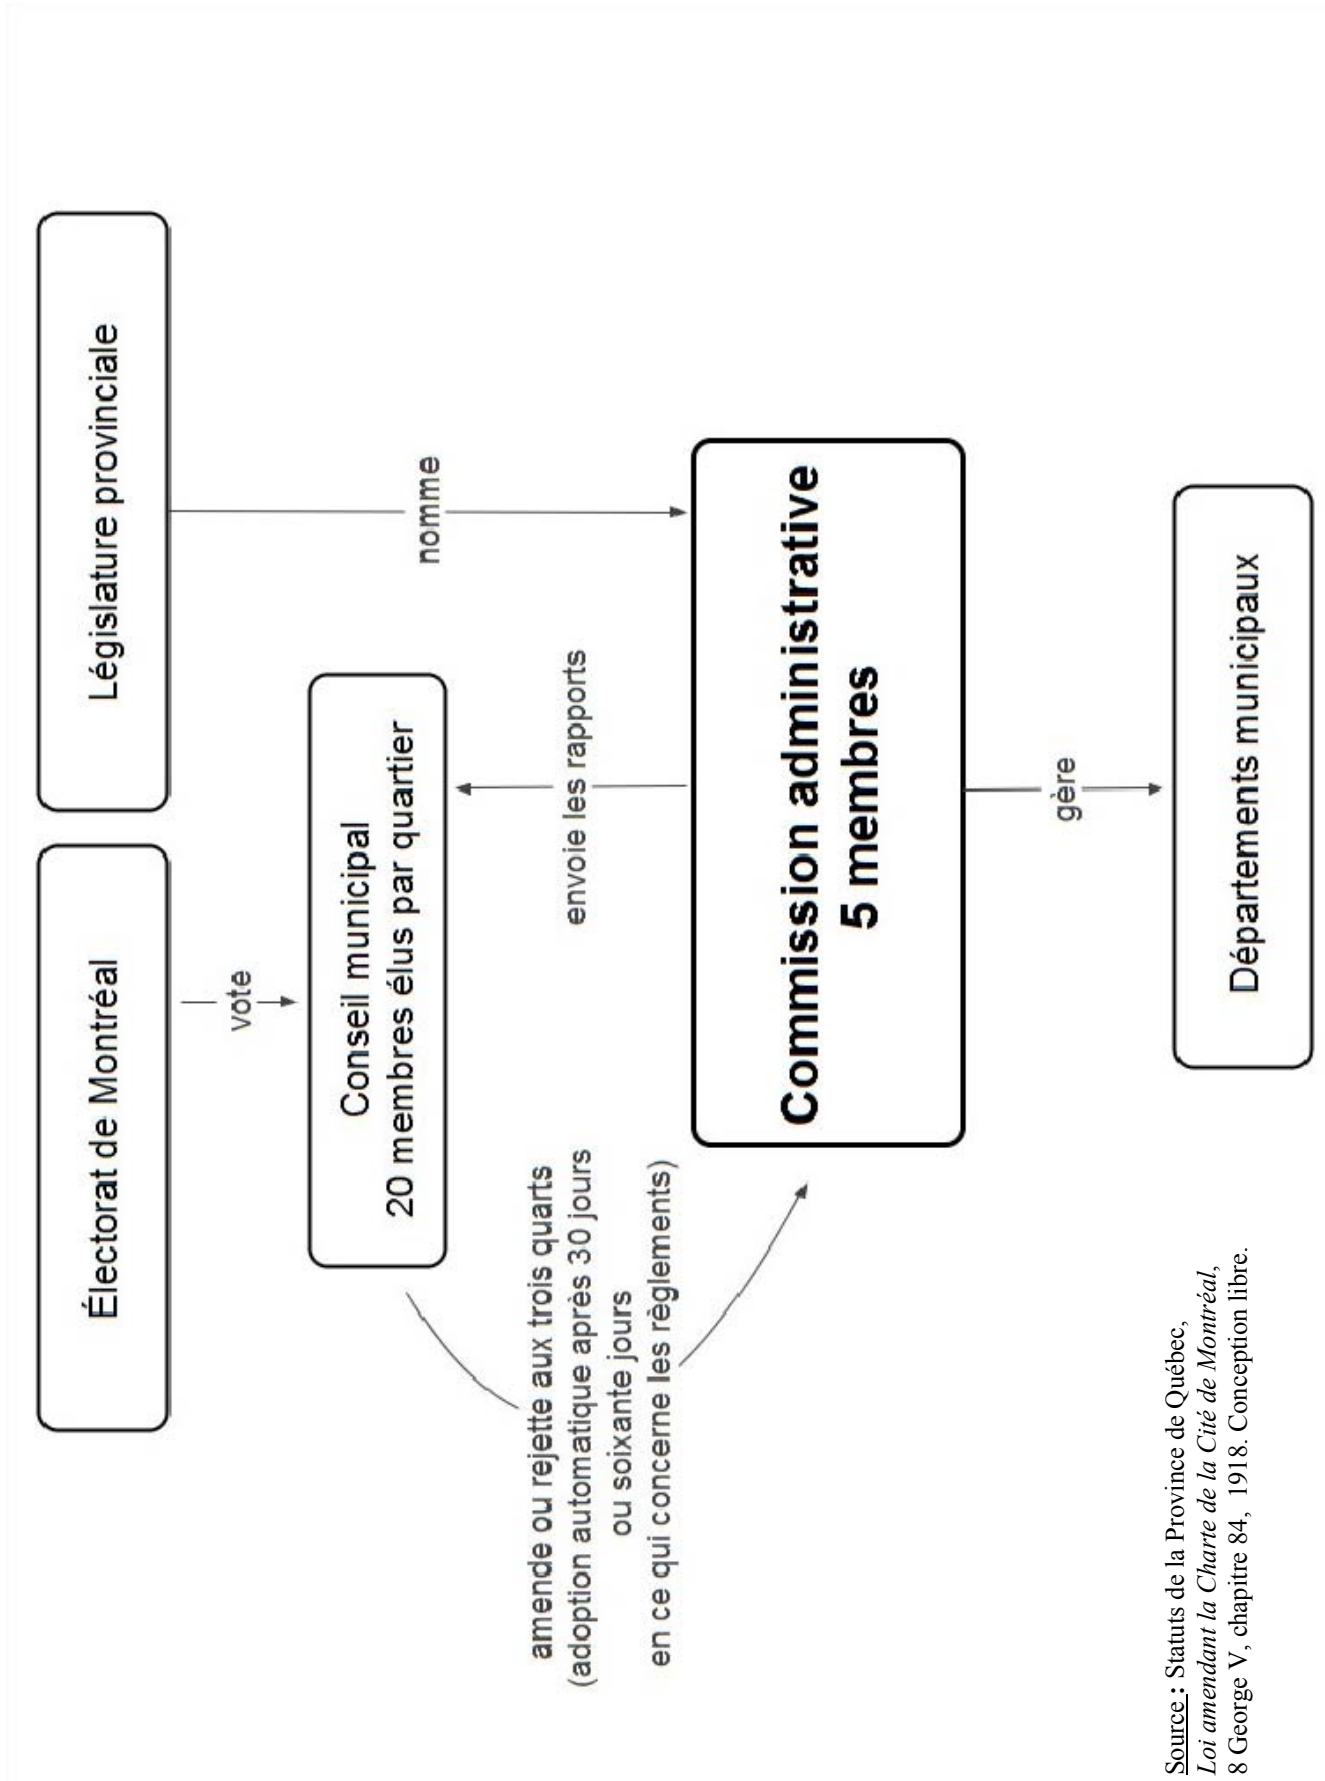 Électorat de Montréal
Législature provinciale
vote
Conseil municipal
20 membres élus par quartier
nomme
amende ou rejette aux trois quarts
(adoption automatique après 30 jours
ou soixante jours
en ce qui concerne les règlements)
envoie les rapports
Commission administrative
5 membres
gère
Départements municipaux
Source : Statuts de la Province de Québec,
Loi amendant la Charte de la Cité de Montréal,
8 George V, chapitre 84, 1918. Conception libre.